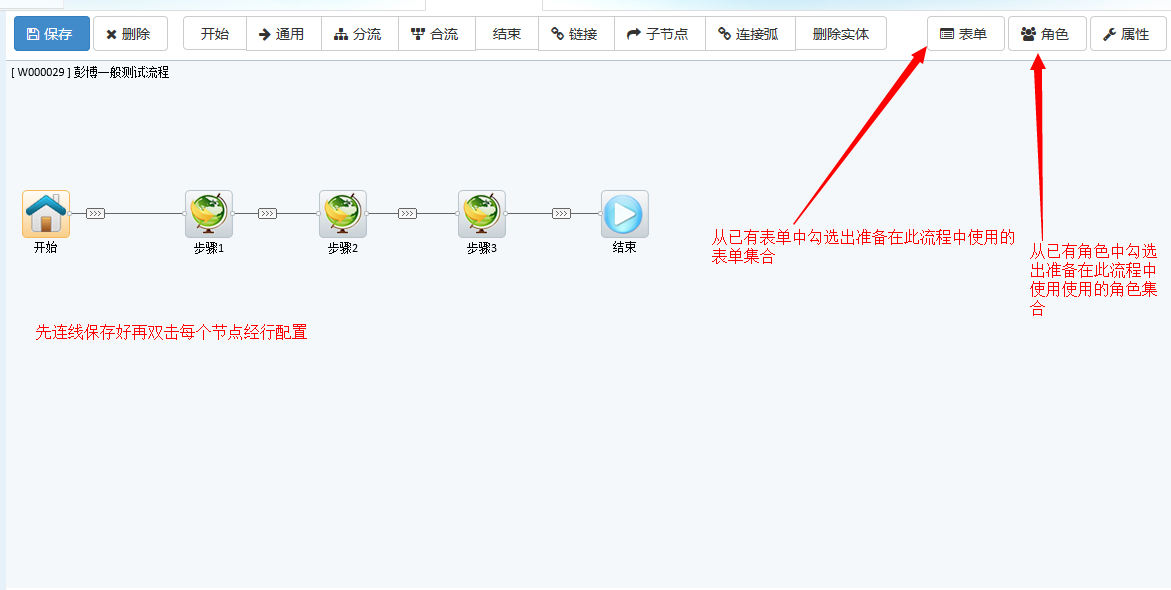 保存 删除 开始 通用 分流 合流 结束 链接 子节点 连接弧 删除实体 表单 角色 属性
[ W000029 ] 彭博一般测试流程
开始 步骤1 步骤2 步骤3 结束
从已有表单中勾选出准备在此流程中使用的
表单集合
从已有角色中勾选
出准备在此流程中
使用使用的角色集
合
先连线保存好再双击每个节点经行配置